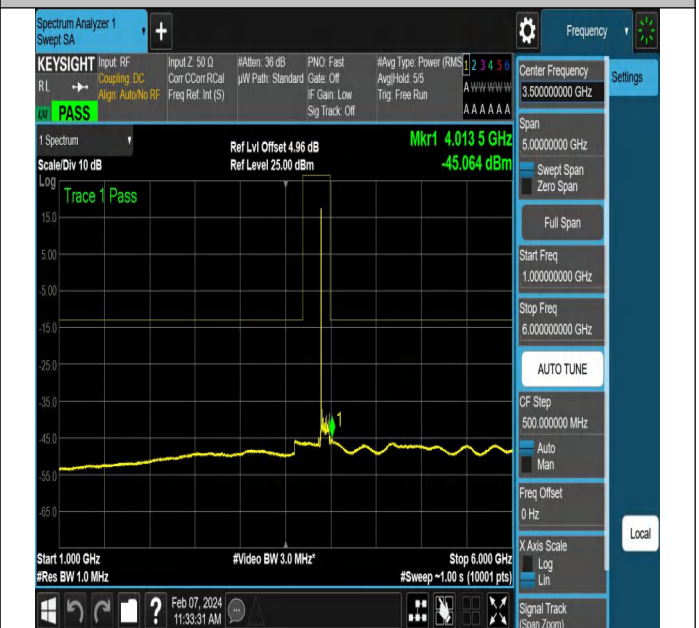 Spectrum Analyzer 1
Swept SA
+
Frequency
KEYSIGHT
RL
PASS
Input: RF
Coupling: DC
Align: Auto/No RF
Input Z: 50 Ω
Corr CCorr RCal
Freq Ref: Int (S)
#Atten: 36 dB
µW Path: Standard
PNO: Fast
Gate: Off
IF Gain: Low
Sig Track: Off
#Avg Type: Power (RMS
Avg|Hold: 5/5
Trig: Free Run
1 2 3 4 5 6
A W W W W W
A A A A A A
1 Spectrum
Scale/Div 10 dB
Log
Ref Lvl Offset 4.96 dB
Ref Level 25.00 dBm
Mkr1 4.013 5 GHz
-45.064 dBm
Trace 1 Pass
15.0
5.00
-5.00
-15.0
-25.0
-35.0
-45.0
-55.0
-65.0
1
Start 1.000 GHz
#Res BW 1.0 MHz
#Video BW 3.0 MHz*
Stop 6.000 GHz
#Sweep ~1.00 s (10001 pts)
Feb 07, 2024
11:33:31 AM
?
Center Frequency
3.500000000 GHz
Settings
Span
5.00000000 GHz
Swept Span
Zero Span
Full Span
Start Freq
1.000000000 GHz
Stop Freq
6.000000000 GHz
AUTO TUNE
CF Step
500.000000 MHz
Auto
Man
Freq Offset
0 Hz
Local
X Axis Scale
Log
Lin
Signal Track
(Span Zoom)